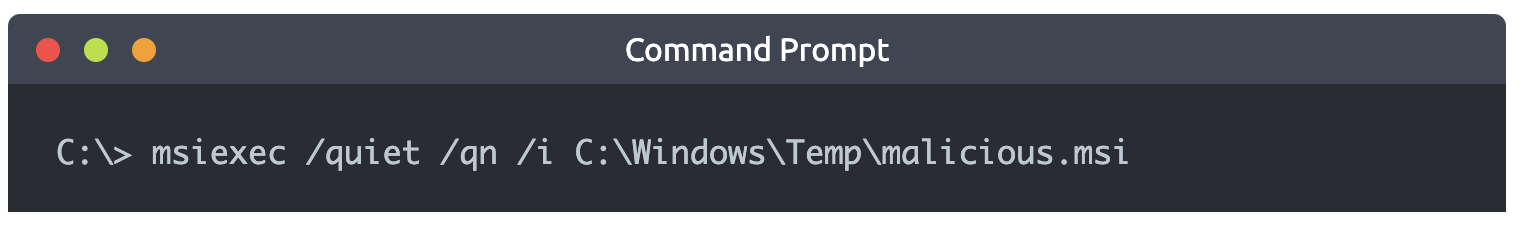 Command Prompt
C:\> msiexec /quiet /qn /i C:\Windows\Temp\malicious.msi